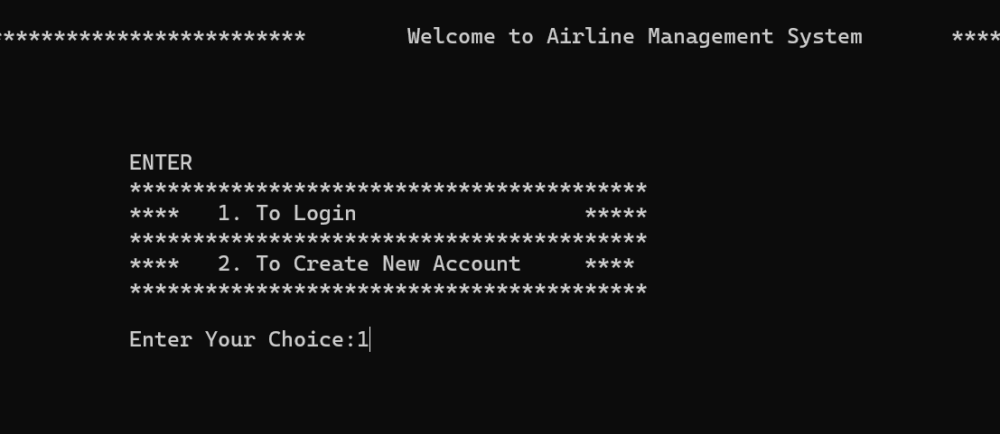 ************************        Welcome to Airline Management System       ****
ENTER
*****************************************
****   1. To Login                  *****
*****************************************
****   2. To Create New Account     ****
*****************************************
Enter Your Choice:1